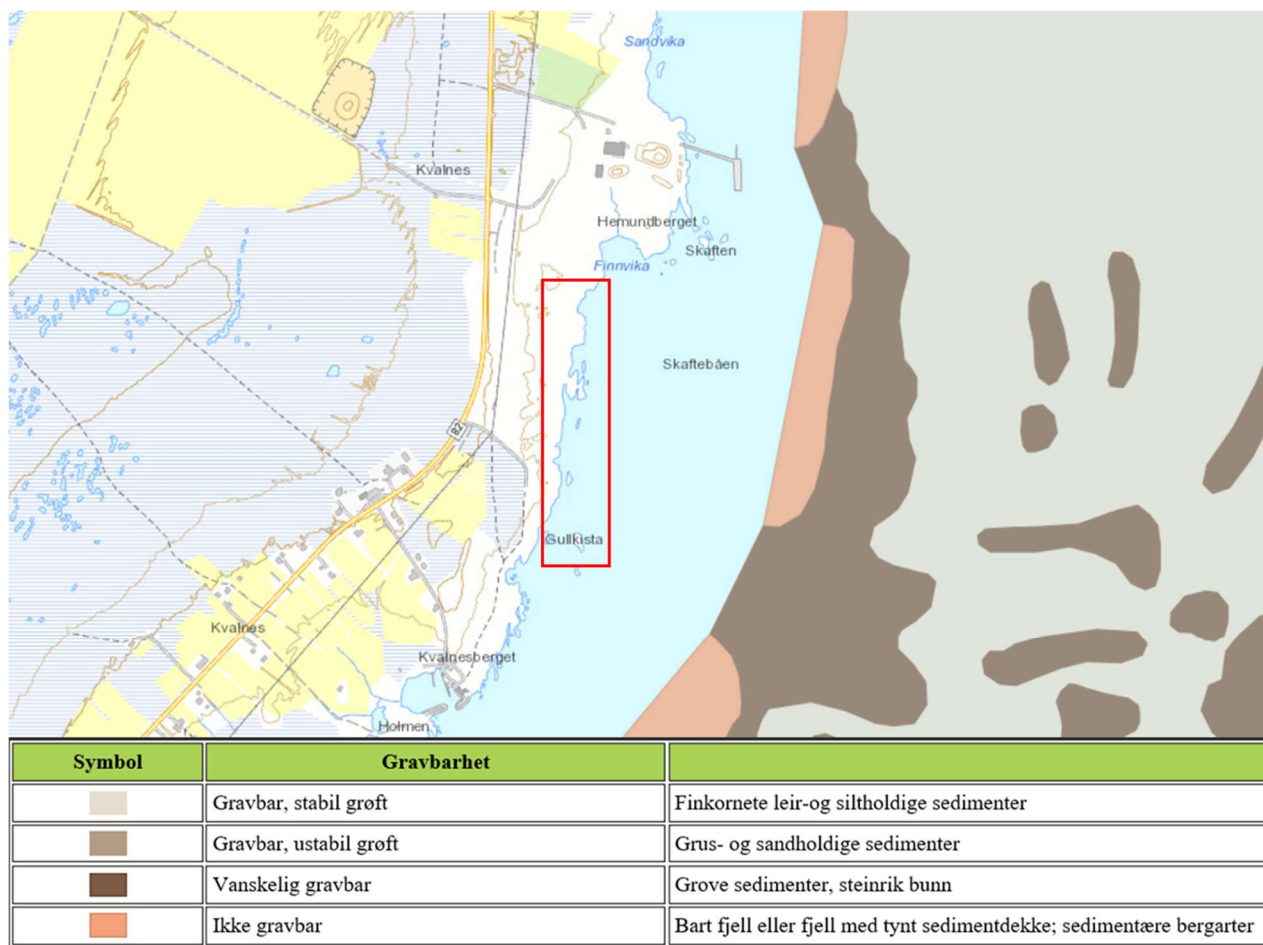 Sandvika
Kvalnes
Hemundberget
Skaften
Finnvika
Skaftebåen
82
Gullkista
Kvalnes
Kvalnesberget
Holmen
Symbol Gravbarhet
Gravbar, stabil grøft Finkornete leir-og siltholdige sedimenter
Gravbar, ustabil grøft Grus- og sandholdige sedimenter
Vanskelig gravbar Grove sedimenter, steinrik bunn
Ikke gravbar Bart fjell eller fjell med tynt sedimentdekke; sedimentære bergarter